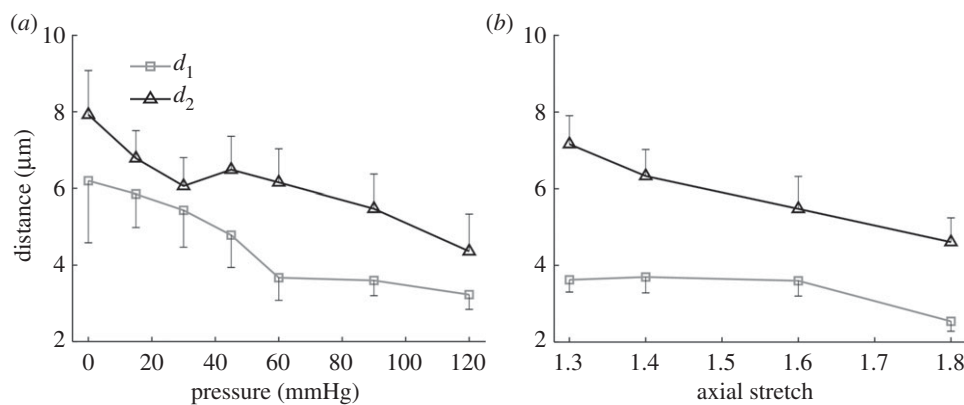 (a)
10
8
6
4
2
distance (µm)
d1
d2
0 20 40 60 80 100 120
pressure (mmHg)
(b)
10
8
6
4
2
1.3 1.4 1.5 1.6 1.7 1.8
axial stretch